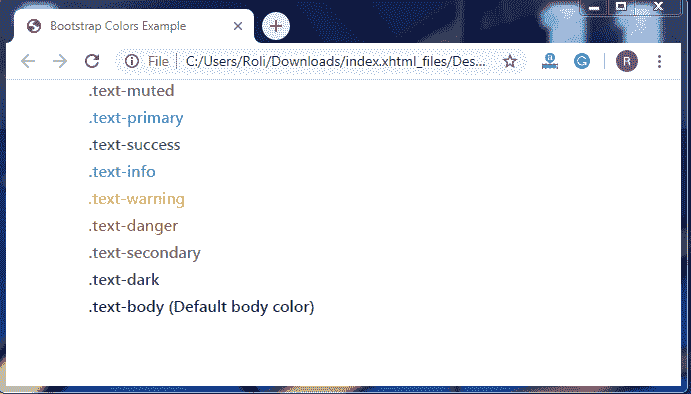 Bootstrap Colors Example
File C:/Users/Roli/Downloads/index.xhtml_files/Des... R
.text-muted
.text-primary
.text-success
.text-info
.text-warning
.text-danger
.text-secondary
.text-dark
.text-body (Default body color)